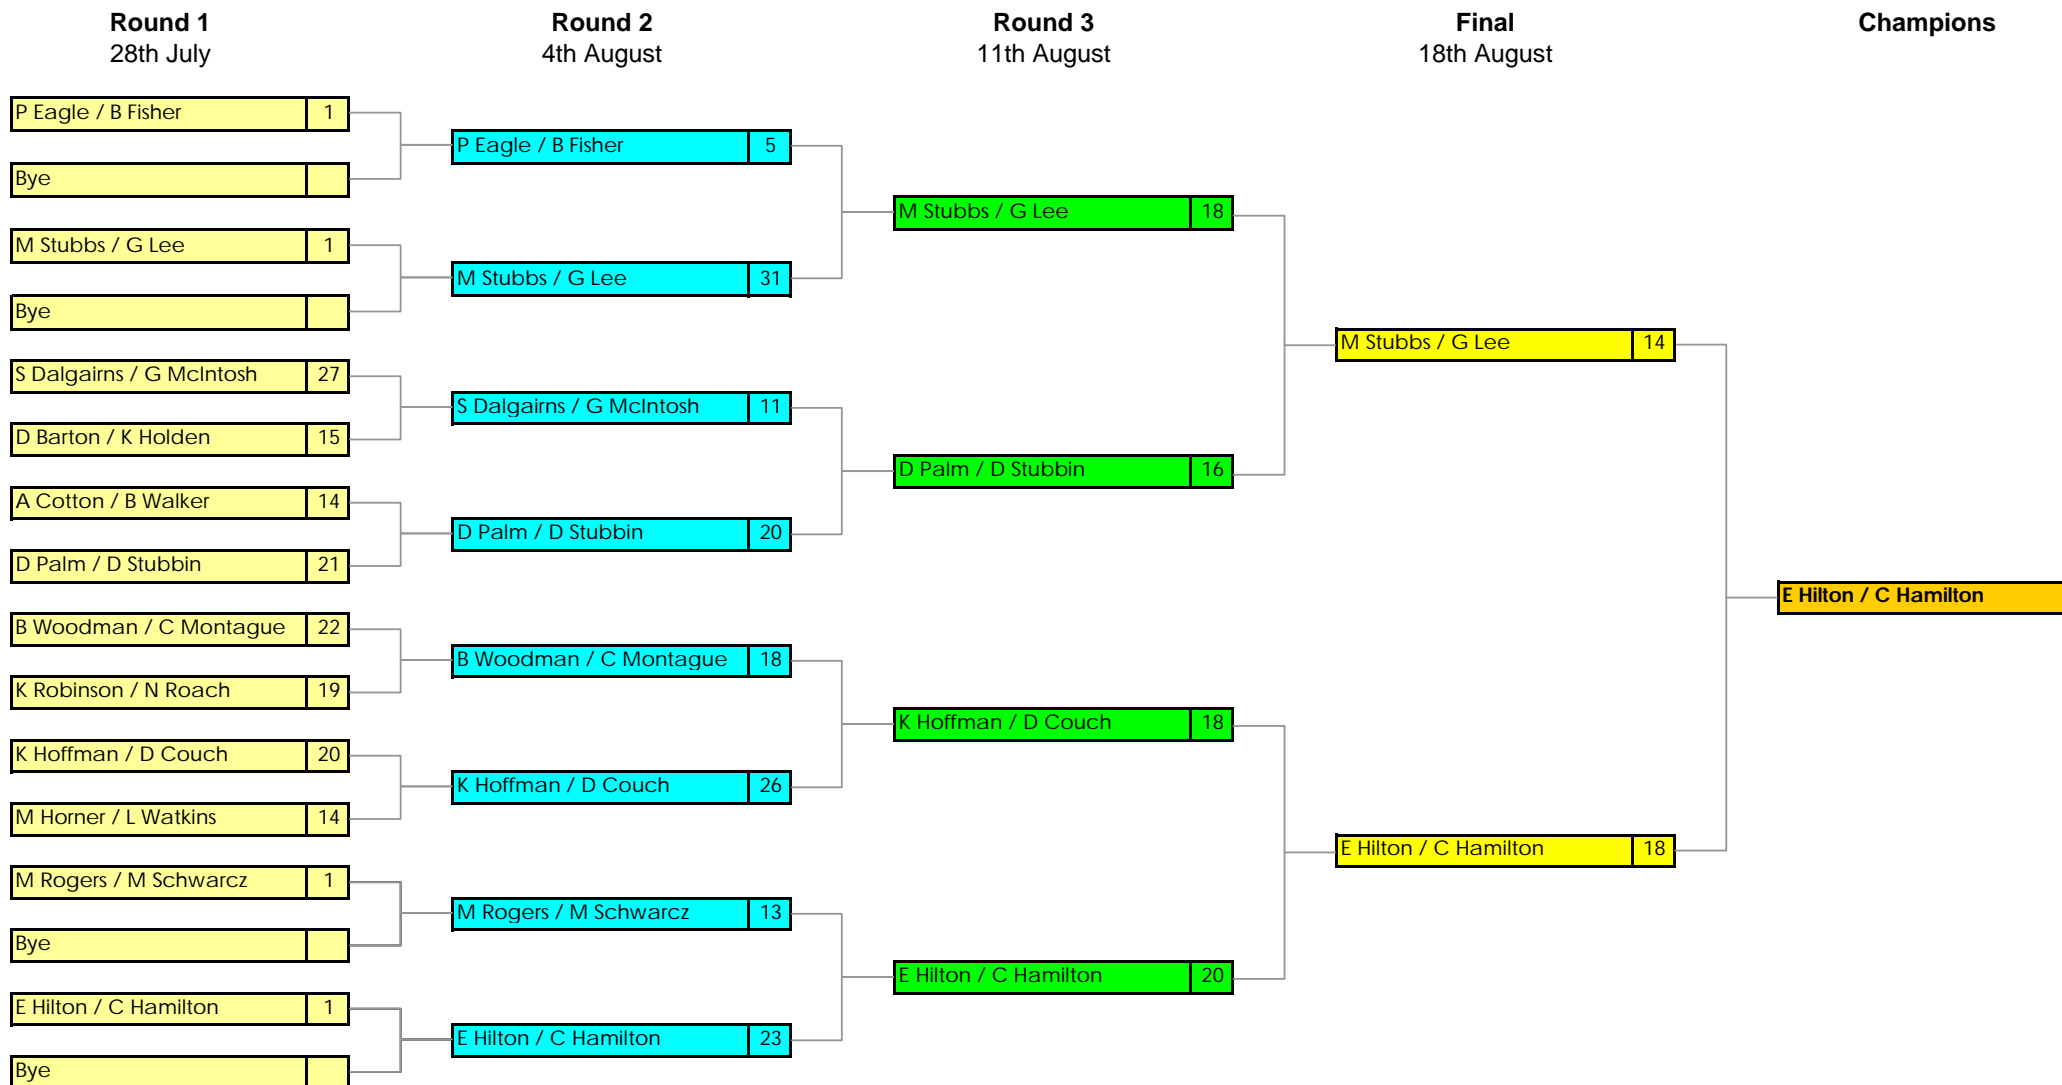 Round 1
28th July
Round 2
4th August
Round 3
11th August
Final
18th August
Champions
P Eagle / B Fisher 1
Bye
M Stubbs / G Lee 1
Bye
S Dalgairns / G McIntosh 27
D Barton / K Holden 15
A Cotton / B Walker 14
D Palm / D Stubbin 21
B Woodman / C Montague 22
K Robinson / N Roach 19
K Hoffman / D Couch 20
M Horner / L Watkins 14
M Rogers / M Schwarcz 1
Bye
E Hilton / C Hamilton 1
Bye
P Eagle / B Fisher 5
M Stubbs / G Lee 31
S Dalgairns / G McIntosh 11
D Palm / D Stubbin 20
B Woodman / C Montague 18
K Hoffman / D Couch 26
M Rogers / M Schwarcz 13
E Hilton / C Hamilton 23
M Stubbs / G Lee 18
D Palm / D Stubbin 16
K Hoffman / D Couch 18
E Hilton / C Hamilton 20
M Stubbs / G Lee 14
E Hilton / C Hamilton 18
E Hilton / C Hamilton